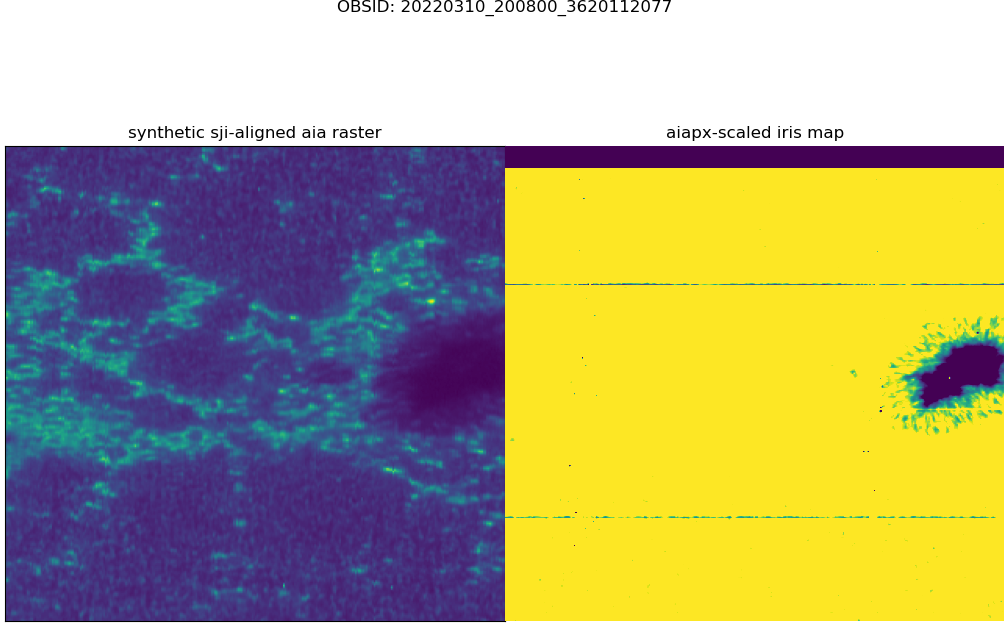 OBSID: 20220310_200800_3620112077
synthetic sji-aligned aia raster
aiapx-scaled iris map